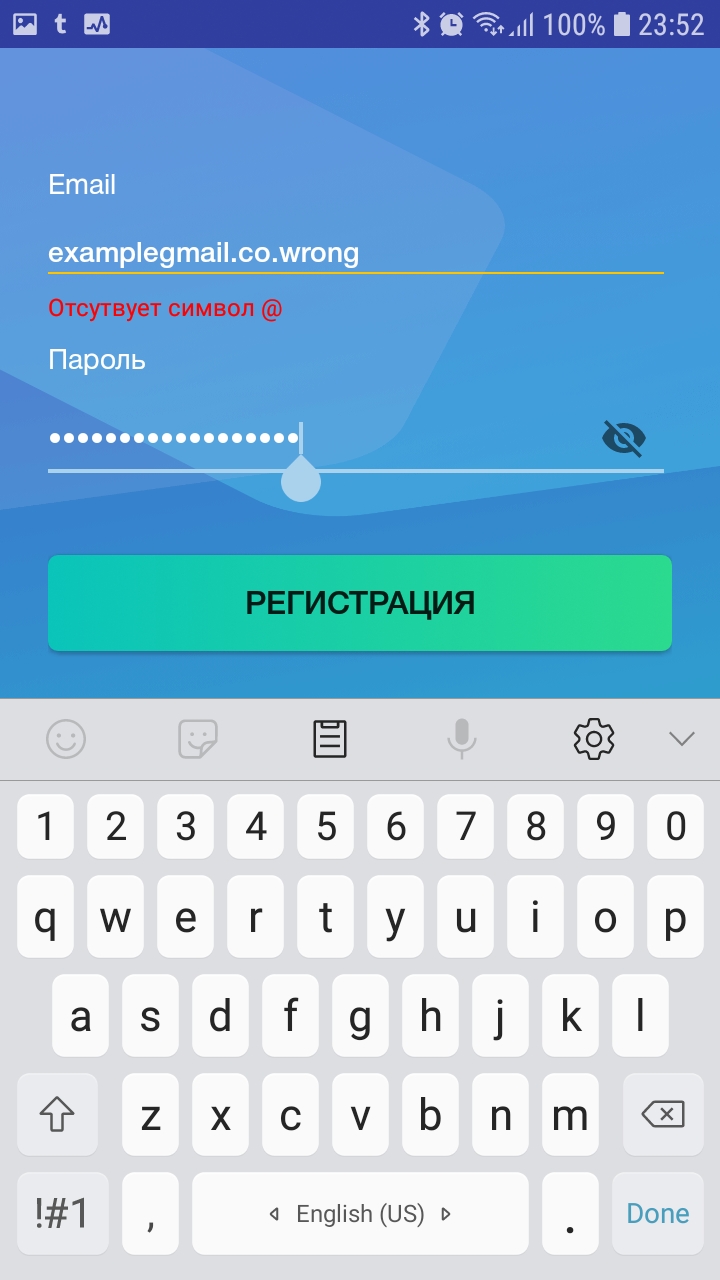 t 100% 23:52
Email
examplegmail.co.wrong
Отсутвует символ @
Пароль
РЕГИСТРАЦИЯ
1 2 3 4 5 6 7 8 9 0
q w e r t y u i o p
a s d f g h j k l
z x c v b n m
!#1 , English (US) . Done